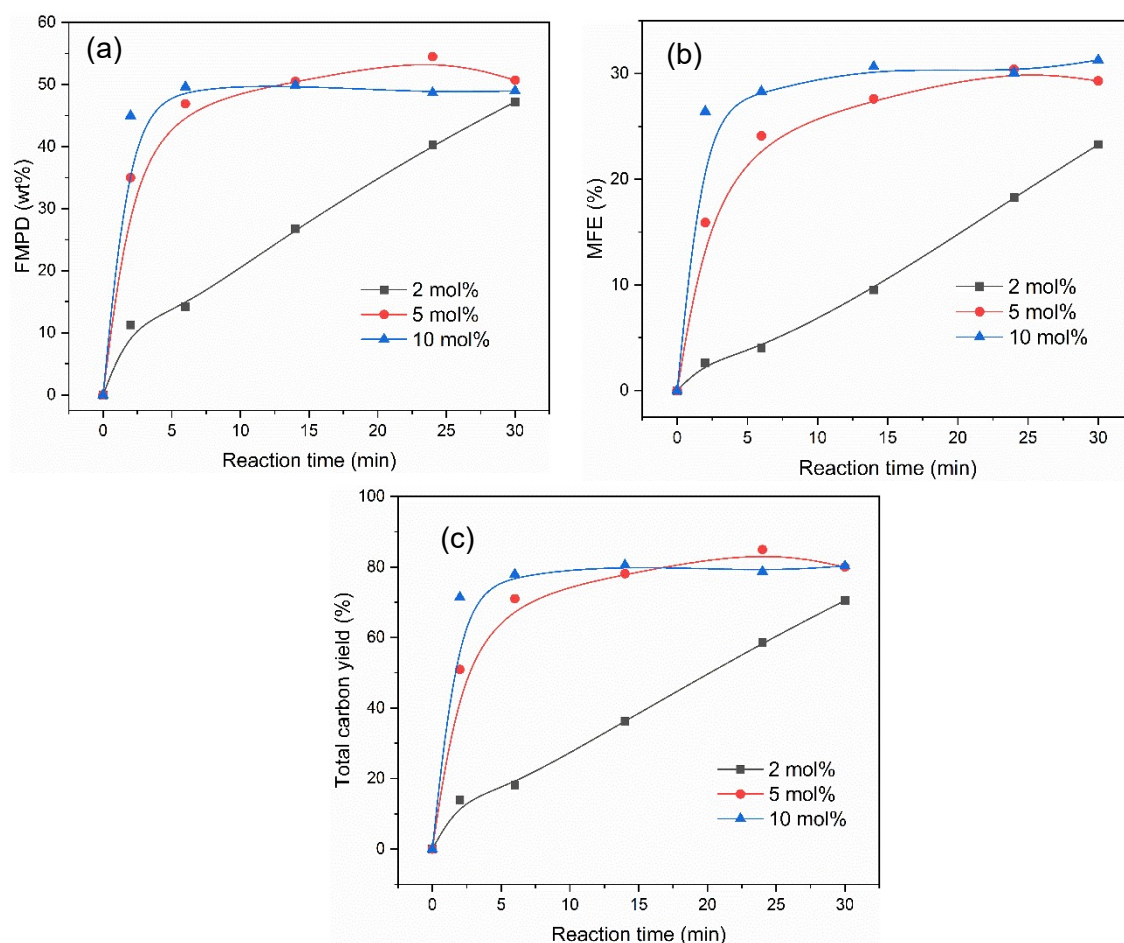 (a)
FMPD (wt%)
60
50
40
30
20
10
0
2 mol%
5 mol%
10 mol%
0 5 10 15 20 25 30
Reaction time (min)
(b)
MFE (%)
30
20
10
0
2 mol%
5 mol%
10 mol%
0 5 10 15 20 25 30
Reaction time (min)
(c)
Total carbon yield (%)
100
80
60
40
20
0
2 mol%
5 mol%
10 mol%
0 5 10 15 20 25 30
Reaction time (min)